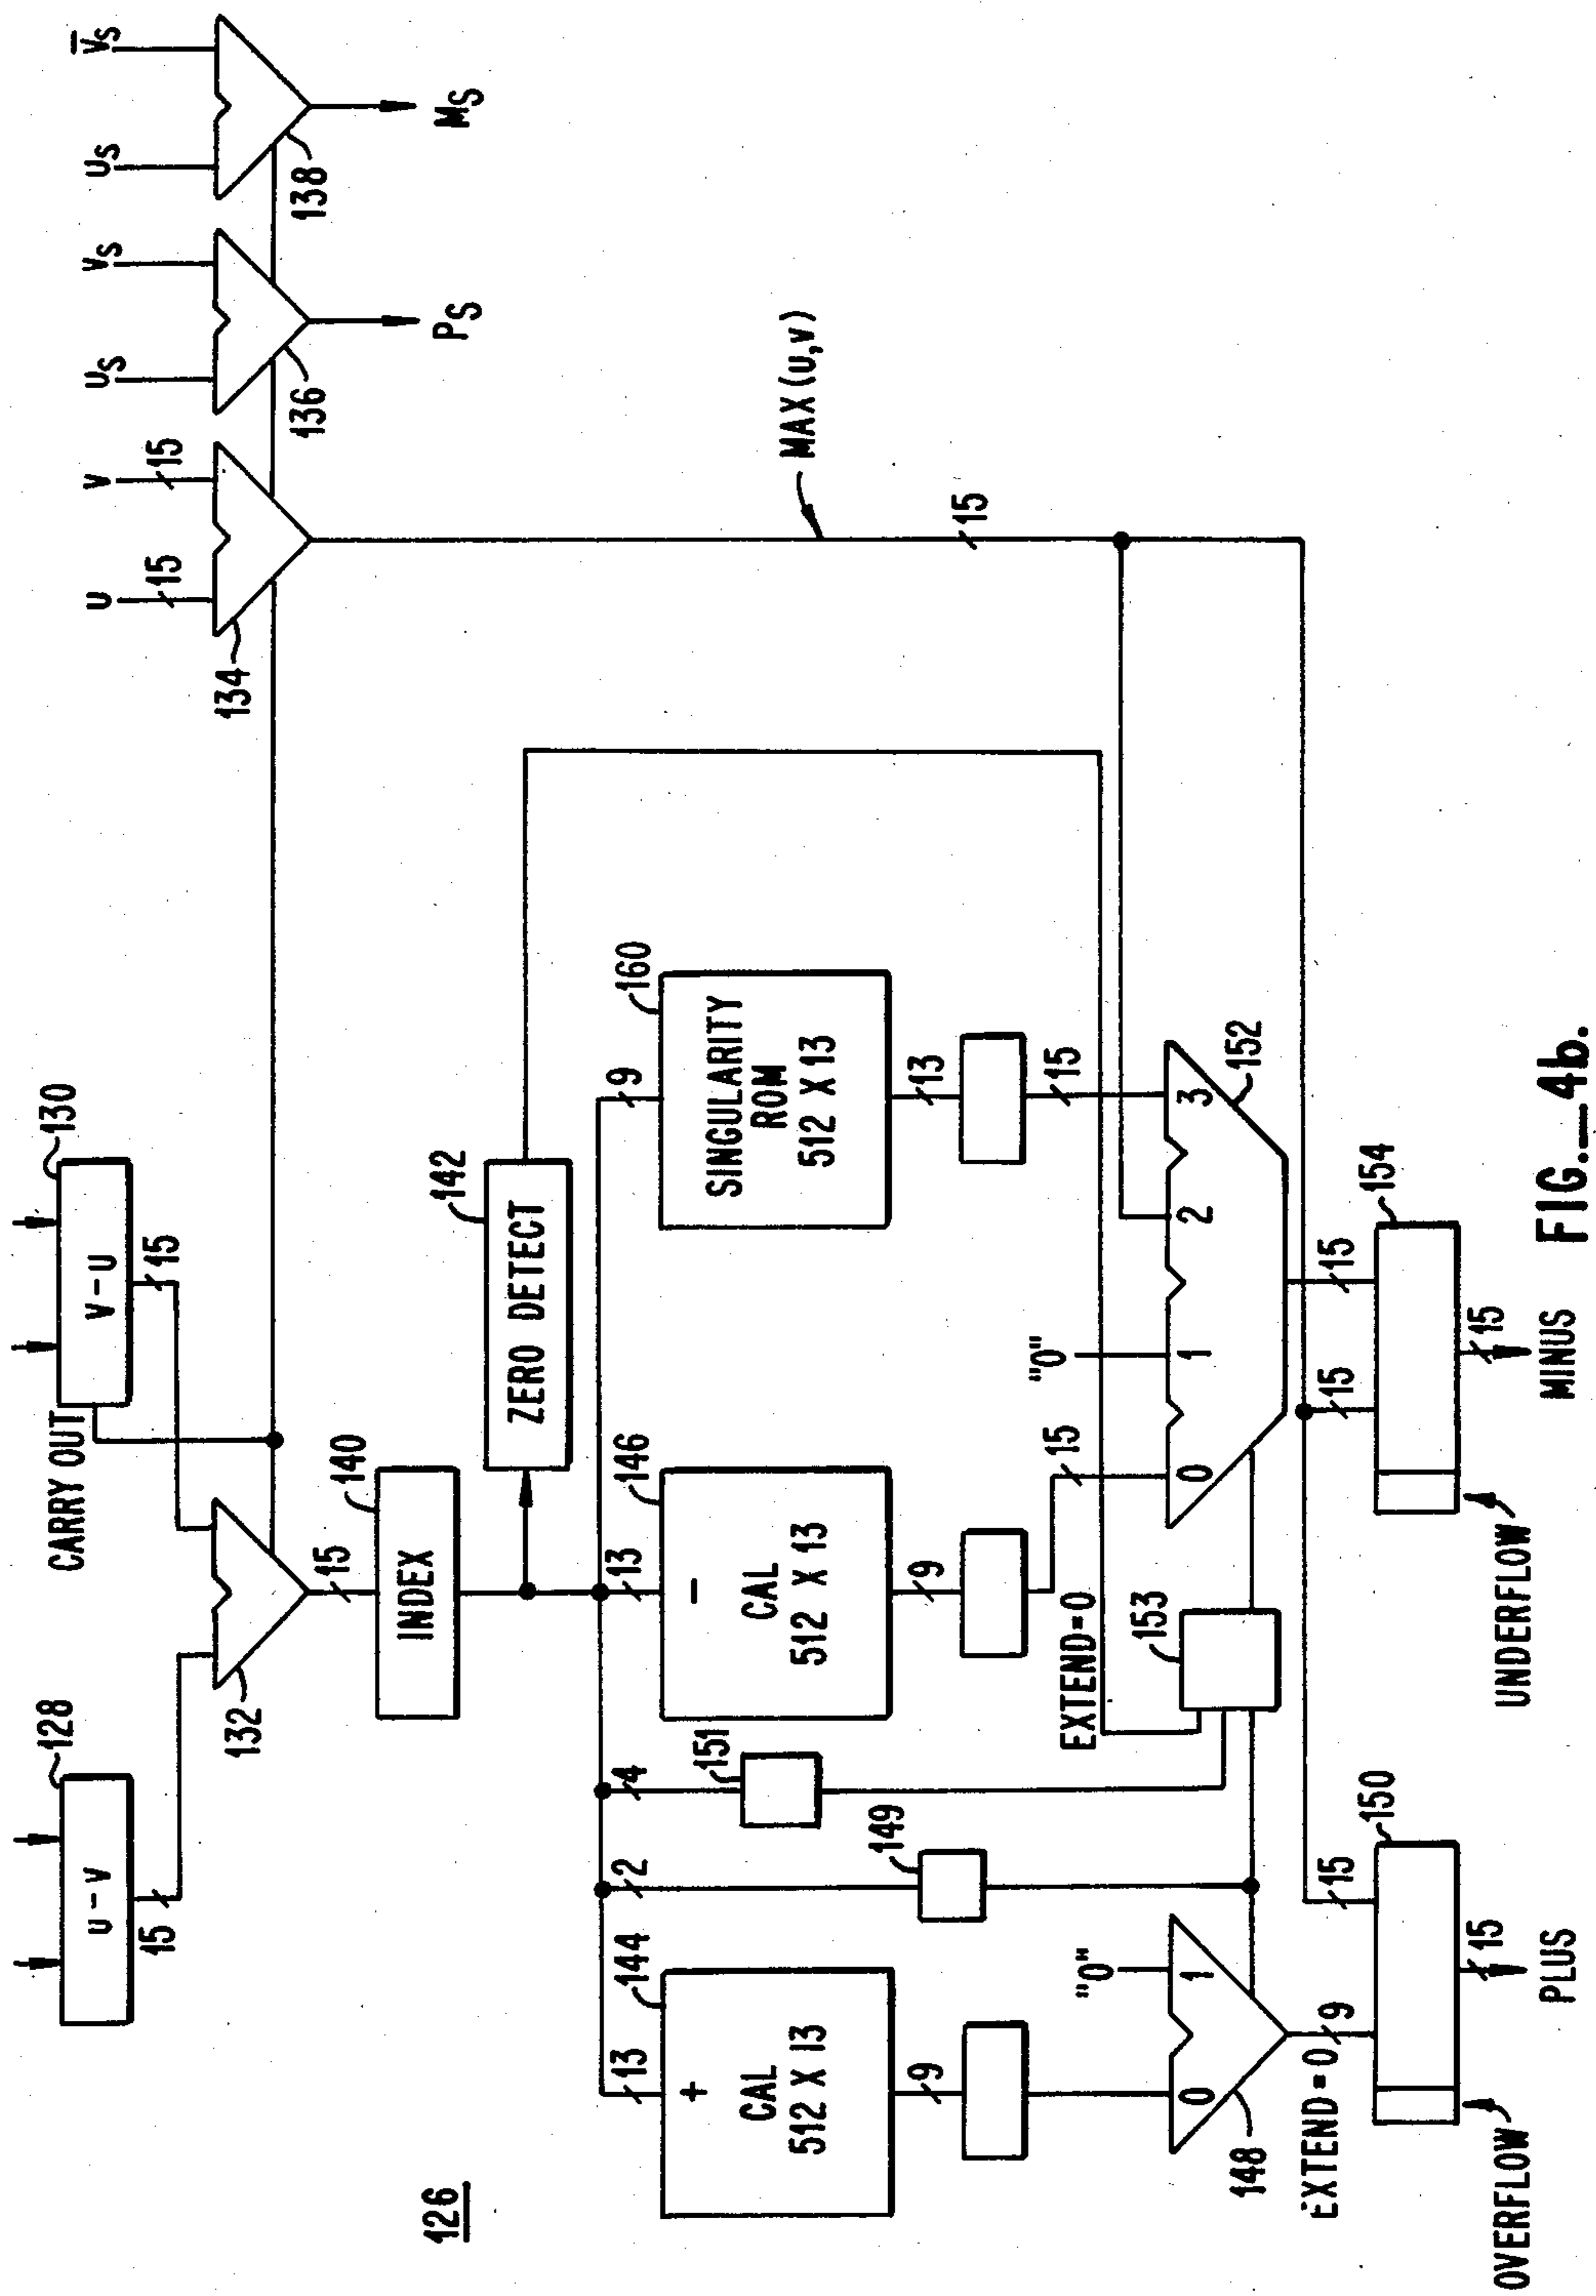 126
128
U-V
15
130
V-U
15
CARRY OUT
132
15
140
INDEX
142
ZERO DETECT
U
15
V
15
134
US
VS
136
PS
US
V̅S
138
MS
MAX(U,V)
15
13
+
144
CAL
512 X 13
9
2
149
4
151
13
-
146
CAL
512 X 13
9
15
9
160
SINGULARITY
ROM
512 X 13
13
15
EXTEND=0
153
"0"
0
1
148
"0"
0
1
2
3
152
EXTEND=0
9
15
150
OVERFLOW
15
PLUS
15
15
154
UNDERFLOW
15
MINUS
FIG.__4b.